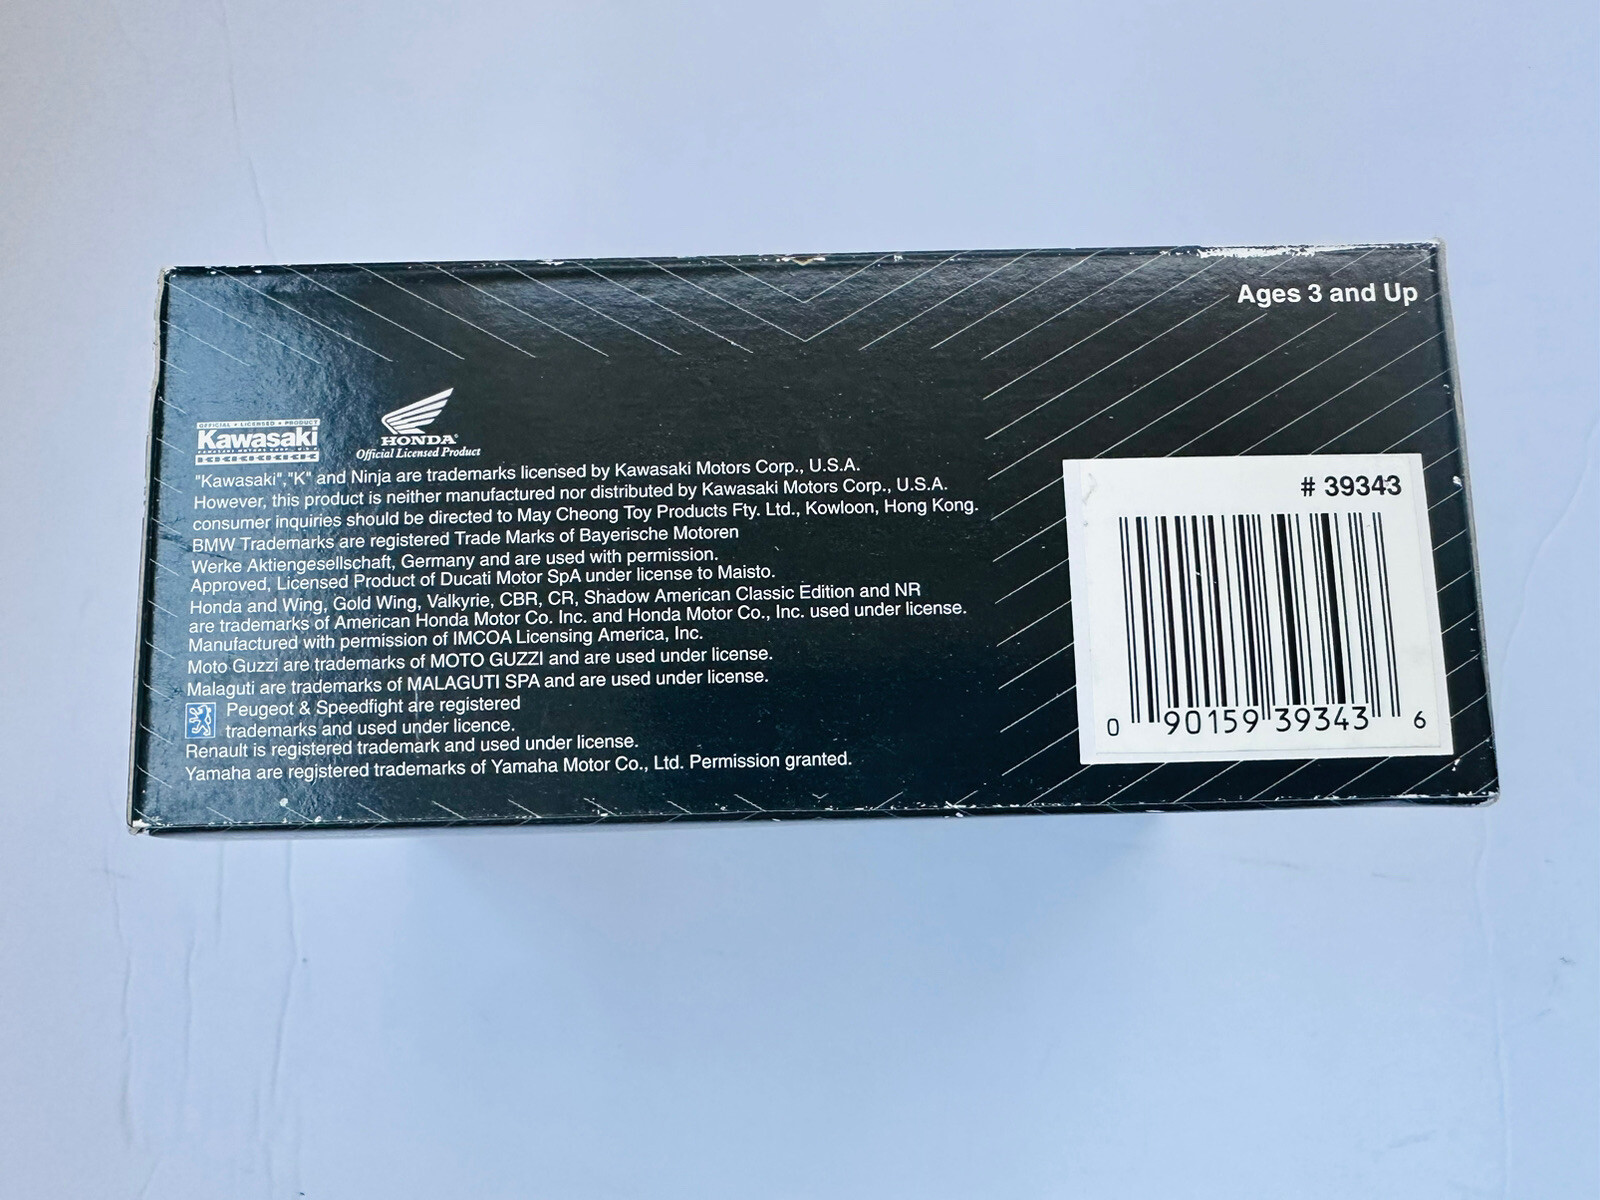 Ages 3 and Up
OFFICIAL • LICENSED • PRODUCT
Kawasaki
HONDA
Official Licensed Product
"Kawasaki","K" and Ninja are trademarks licensed by Kawasaki Motors Corp., U.S.A.
However, this product is neither manufactured nor distributed by Kawasaki Motors Corp., U.S.A.
consumer inquiries should be directed to May Cheong Toy Products Fty. Ltd., Kowloon, Hong Kong.
BMW Trademarks are registered Trade Marks of Bayerische Motoren
Werke Aktiengesellschaft, Germany and are used with permission.
Approved, Licensed Product of Ducati Motor SpA under license to Maisto.
Honda and Wing, Gold Wing, Valkyrie, CBR, CR, Shadow American Classic Edition and NR
are trademarks of American Honda Motor Co. Inc. and Honda Motor Co., Inc. used under license.
Manufactured with permission of IMCOA Licensing America, Inc.
Moto Guzzi are trademarks of MOTO GUZZI and are used under license.
Malaguti are trademarks of MALAGUTI SPA and are used under license.
Peugeot & Speedfight are registered
trademarks and used under licence.
Renault is registered trademark and used under license.
Yamaha are registered trademarks of Yamaha Motor Co., Ltd. Permission granted.
# 39343
0 90159 39343 6